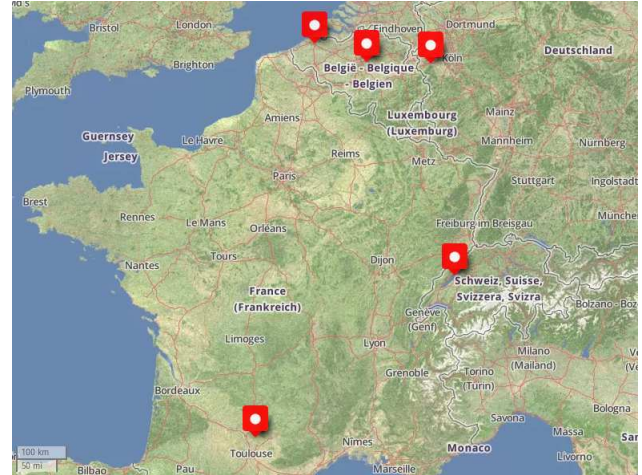 Bristol
London
Brighton
Plymouth
Eindhoven
Dortmund
Köln
Deutschland
België - Belgique
- Belgien
Luxembourg
(Luxemburg)
Mainz
Mannheim
Nurnberg
Guernsey
Jersey
Le Havre
Amiens
Reims
Metz
Paris
Stuttgart
Ingolstadt
Brest
Rennes
Le Mans
Orléans
Freiburg im Breisgau
Nantes
Tours
Dijon
France
(Frankreich)
Schweiz, Suisse,
Svizzera, Svizra
Bolzano - Boz
Genève
(Genf)
Limoges
Lyon
Milano
(Mailand)
Grenoble
Torino
(Turin)
Bordeaux
Savona
Bologna
Toulouse
Nîmes
Monaco
Massa
Livorno
Bilbao
Pau
Marseille
100 km
50 mi